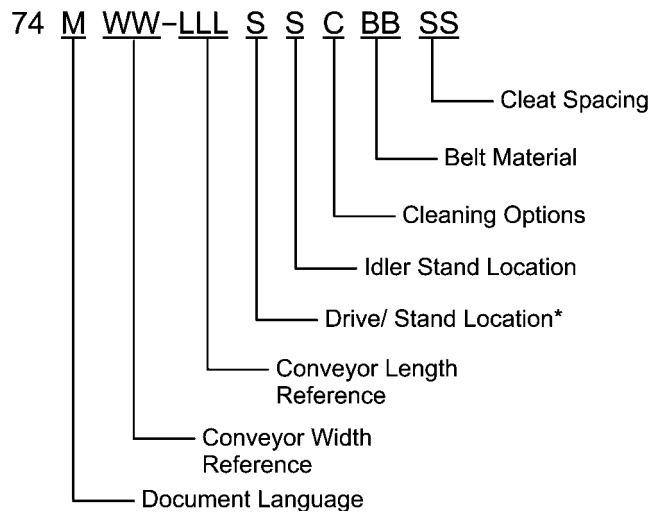 74 M WW-LLL S S C BB SS
Cleat Spacing
Belt Material
Cleaning Options
Idler Stand Location
Drive/ Stand Location*
Conveyor Length
Reference
Conveyor Width
Reference
Document Language